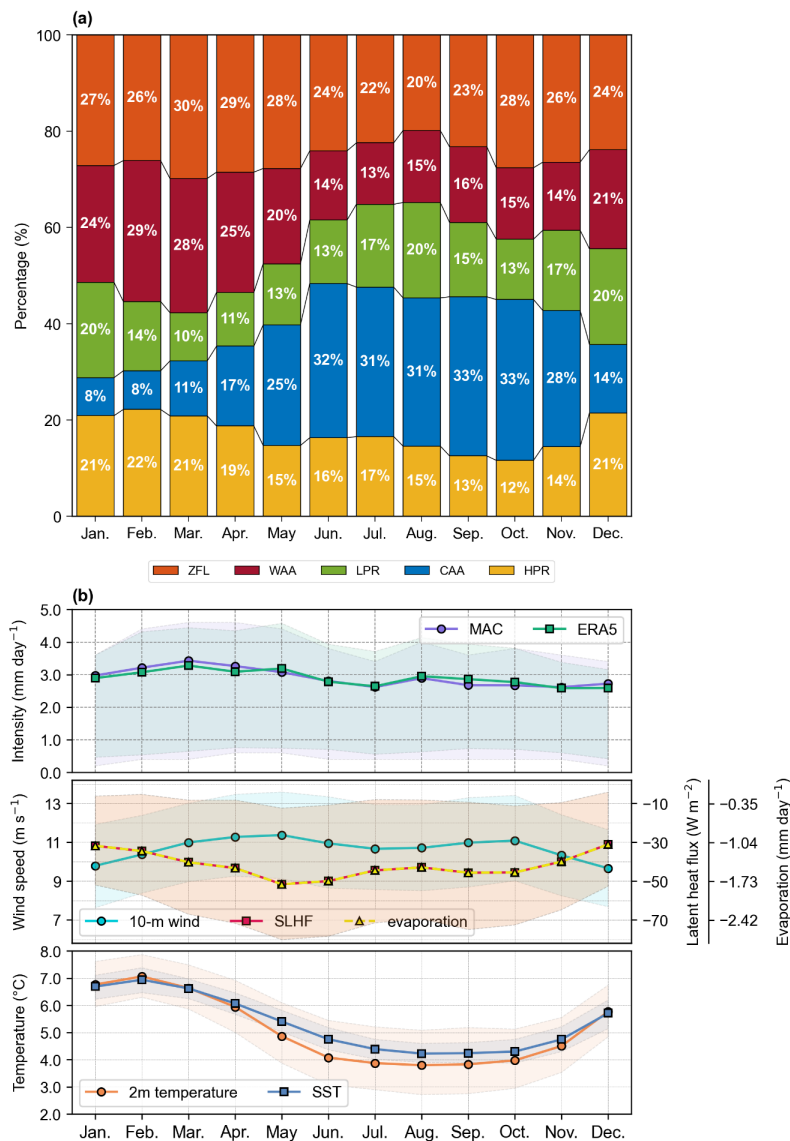 (a)
Percentage (%)
100
80
60
40
20
0
27% 26% 30% 29% 28% 24% 22% 20% 23% 28% 26% 24%
24% 29% 28% 25% 20% 14% 13% 15% 16% 15% 14% 21%
20% 14% 10% 11% 13% 13% 17% 20% 15% 13% 17% 20%
8% 8% 11% 17% 25% 32% 31% 31% 33% 33% 28% 14%
21% 22% 21% 19% 15% 16% 17% 15% 13% 12% 14% 21%
Jan. Feb. Mar. Apr. May Jun. Jul. Aug. Sep. Oct. Nov. Dec.
ZFL WAA LPR CAA HPR
(b)
Intensity (mm day⁻¹)
5.0
4.0
3.0
2.0
1.0
0.0
MAC ERA5
Wind speed (m s⁻¹)
13
11
9
7
10-m wind SLHF evaporation
−10
−30
−50
−70
Latent heat flux (W m⁻²)
−0.35
−1.04
−1.73
−2.42
Evaporation (mm day⁻¹)
Temperature (°C)
8.0
7.0
6.0
5.0
4.0
3.0
2.0
2m temperature SST
Jan. Feb. Mar. Apr. May Jun. Jul. Aug. Sep. Oct. Nov. Dec.